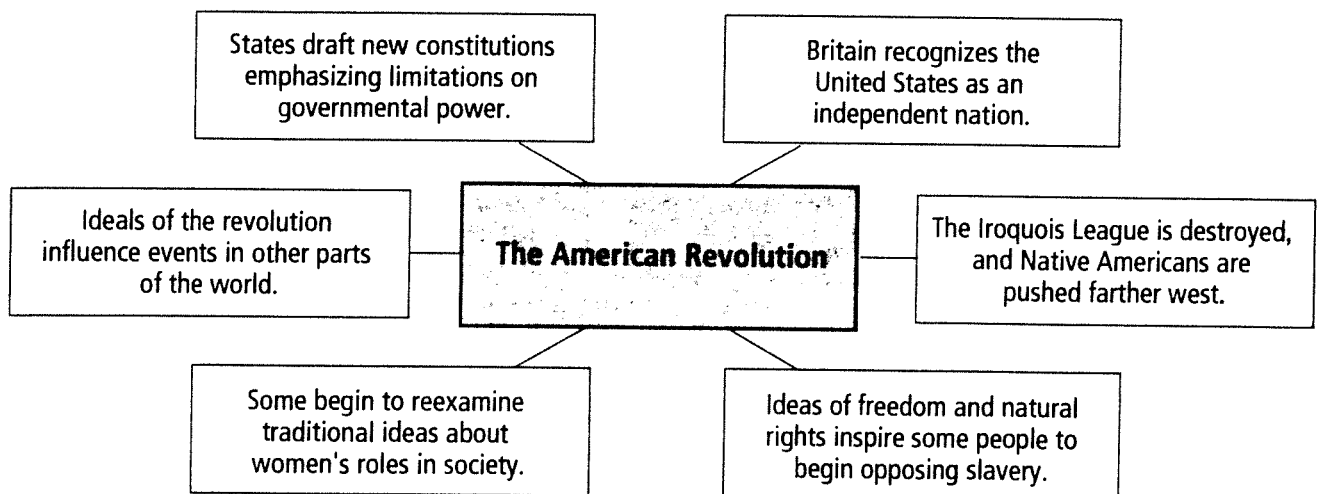 States draft new constitutions
emphasizing limitations on
governmental power.
Britain recognizes the
United States as an
independent nation.
Ideals of the revolution
influence events in other parts
of the world.
The American Revolution
The Iroquois League is destroyed,
and Native Americans are
pushed farther west.
Some begin to reexamine
traditional ideas about
women's roles in society.
Ideas of freedom and natural
rights inspire some people to
begin opposing slavery.